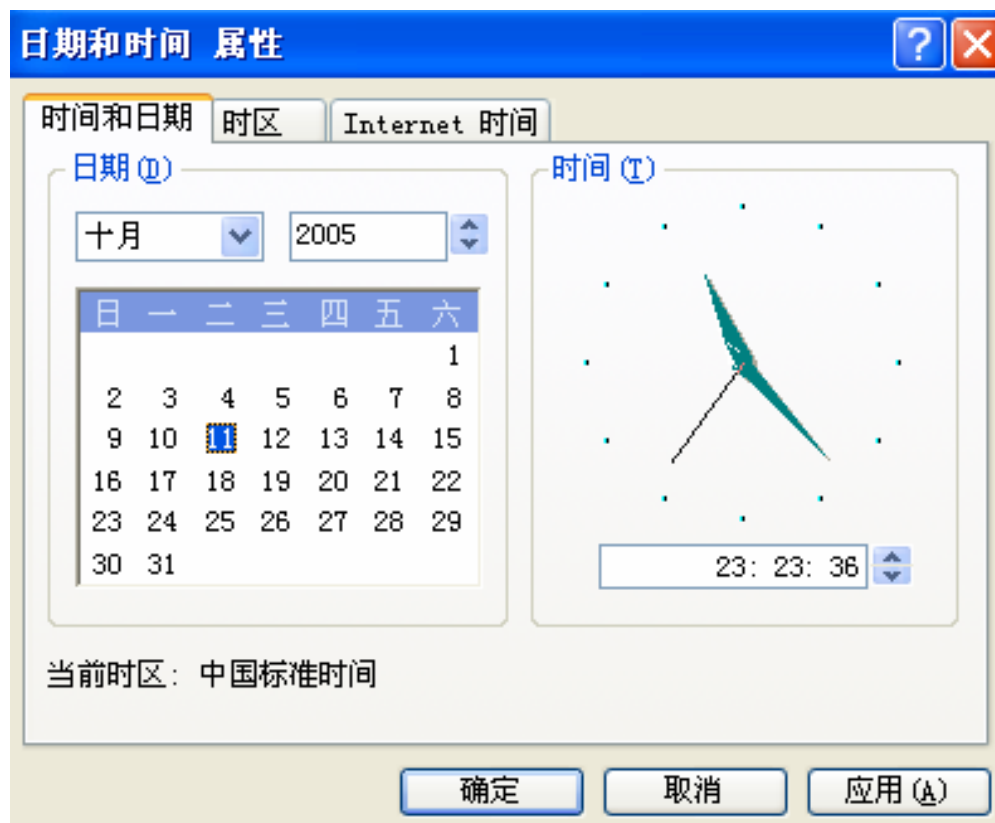 日期和时间 属性
时间和日期 时区 Internet 时间
日期(D)
十月 2005
日 一 二 三 四 五 六
1
2 3 4 5 6 7 8
9 10 11 12 13 14 15
16 17 18 19 20 21 22
23 24 25 26 27 28 29
30 31
时间(T)
23: 23: 36
当前时区: 中国标准时间
确定 取消 应用(A)